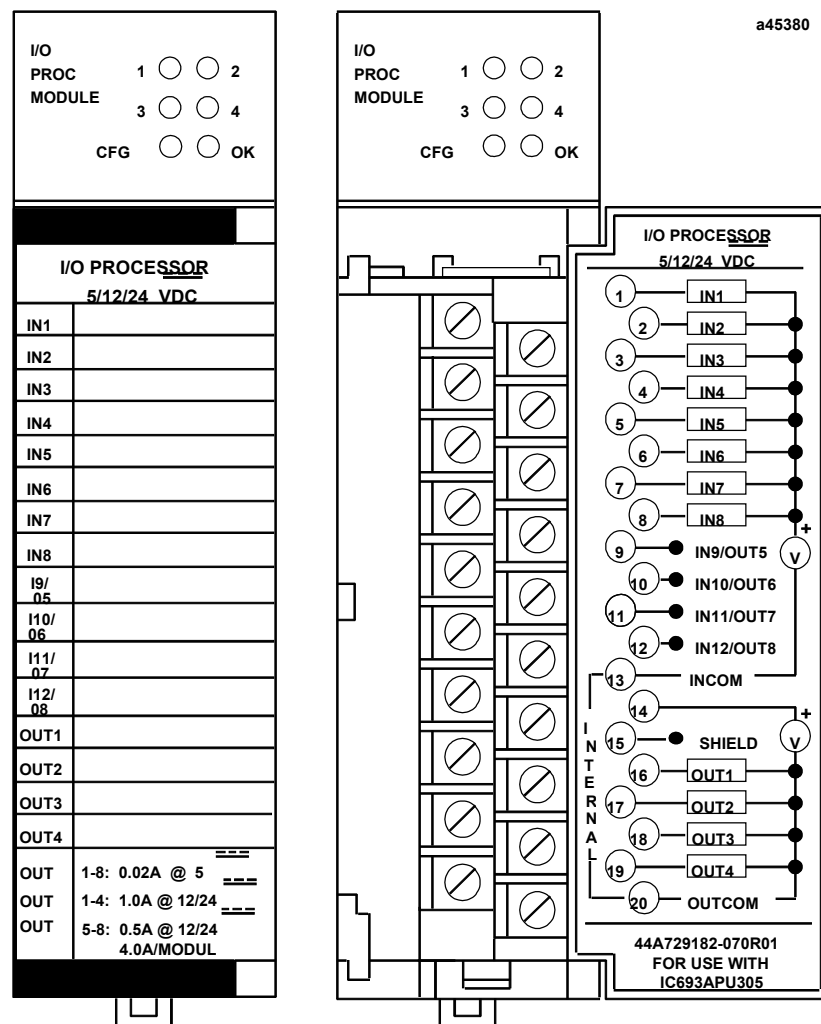 a45380
I/O
PROC
MODULE
1 2
3 4
CFG OK
I/O PROCESSOR
5/12/24 VDC
IN1
IN2
IN3
IN4
IN5
IN6
IN7
IN8
I9/
05
I10/
06
I11/
07
I12/
08
OUT1
OUT2
OUT3
OUT4
OUT 1-8: 0.02A @ 5
OUT 1-4: 1.0A @ 12/24
OUT 5-8: 0.5A @ 12/24
4.0A/MODUL
I/O
PROC
MODULE
1 2
3 4
CFG OK
I/O PROCESSOR
5/12/24 VDC
1 IN1
2 IN2
3 IN3
4 IN4
5 IN5
6 IN6
7 IN7
8 IN8
+
9 IN9/OUT5
V
10 IN10/OUT6
11 IN11/OUT7
12 IN12/OUT8
13 INCOM
14 +
15 SHIELD V
16 OUT1
17 OUT2
18 OUT3
19 OUT4
20 OUTCOM
INTERNAL
44A729182-070R01
FOR USE WITH
IC693APU305